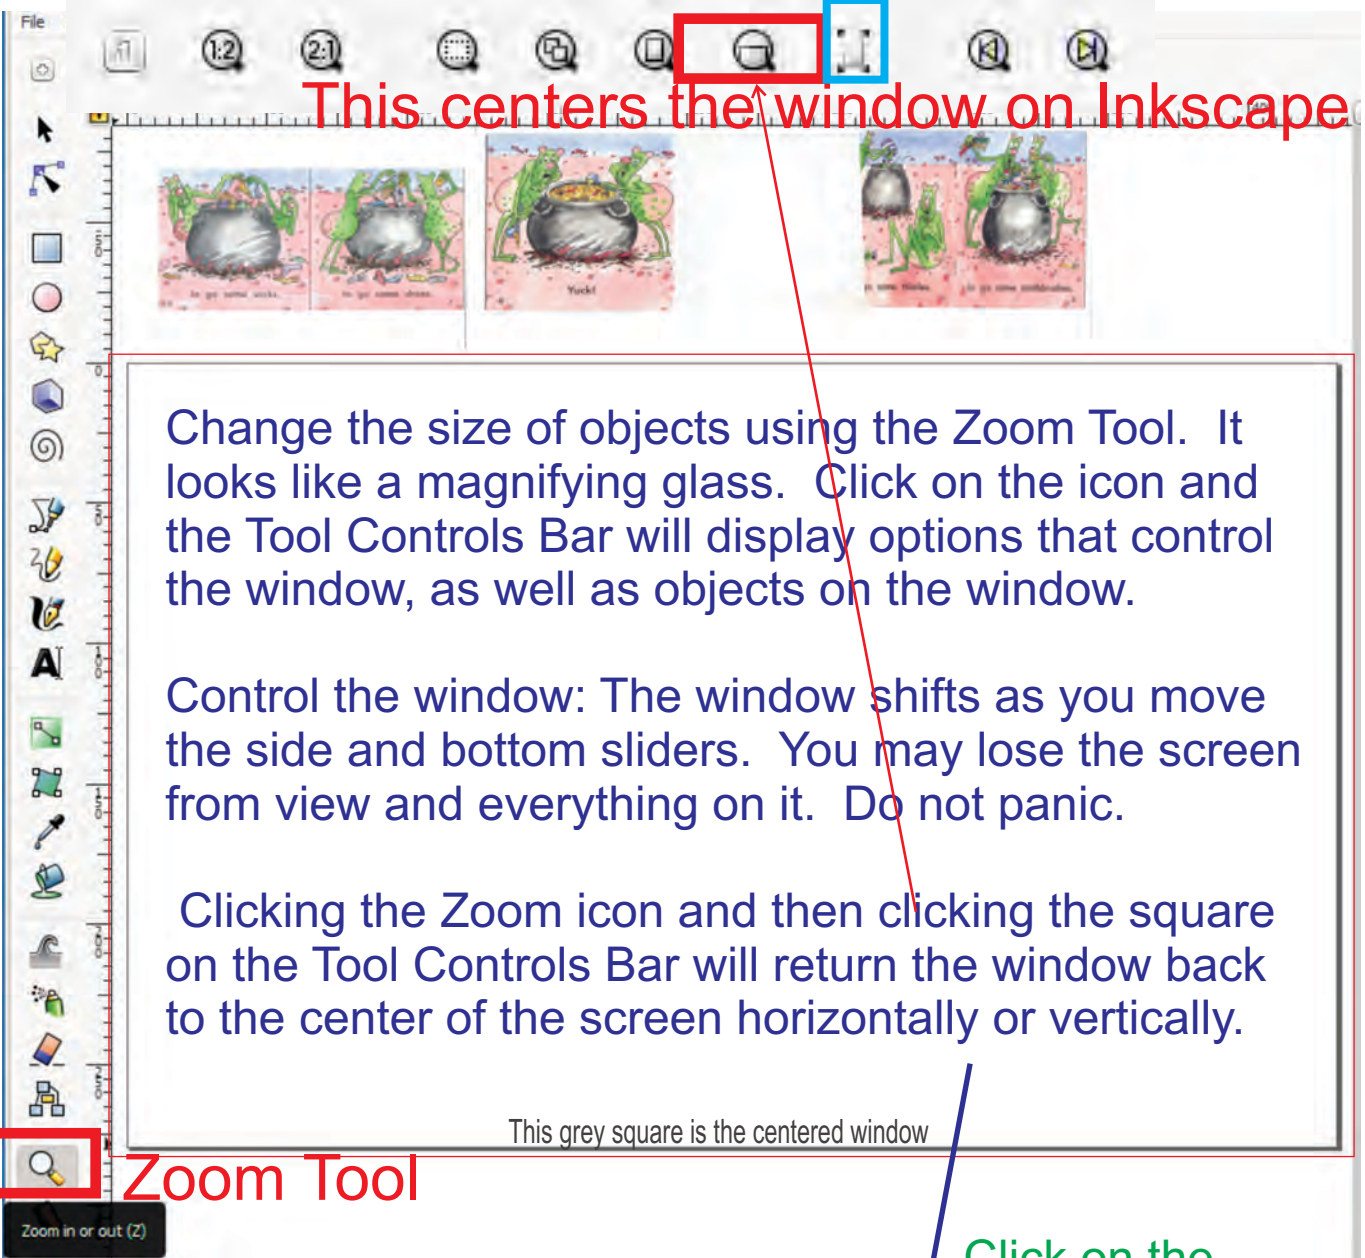 File
1:2
2:1
This centers the window on Inkscape
Yuck!
Change the size of objects using the Zoom Tool. It
looks like a magnifying glass. Click on the icon and
the Tool Controls Bar will display options that control
the window, as well as objects on the window.
Control the window: The window shifts as you move
the side and bottom sliders. You may lose the screen
from view and everything on it. Do not panic.
Clicking the Zoom icon and then clicking the square
on the Tool Controls Bar will return the window back
to the center of the screen horizontally or vertically.
This grey square is the centered window
Zoom Tool
Zoom in or out (Z)
Click on the